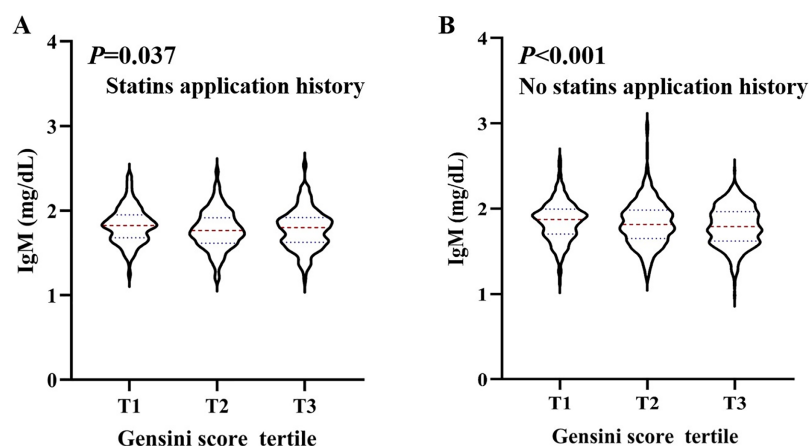 A
P=0.037
Statins application history
IgM (mg/dL)
4
3
2
1
0
T1 T2 T3
Gensini score tertile
B
P<0.001
No statins application history
IgM (mg/dL)
4
3
2
1
0
T1 T2 T3
Gensini score tertile